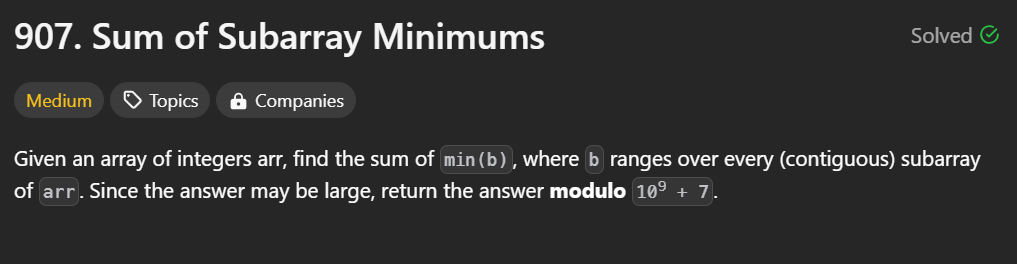 907. Sum of Subarray Minimums Solved
Medium Topics Companies
Given an array of integers arr, find the sum of min(b), where b ranges over every (contiguous) subarray
of arr. Since the answer may be large, return the answer modulo 10⁹ + 7.